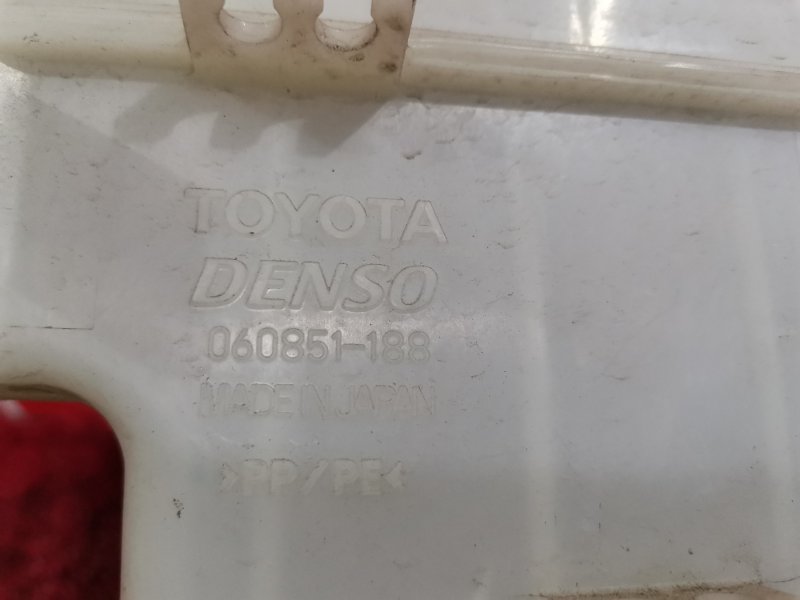 TOYOTA
DENSO
060851-188
MADE IN JAPAN
>PP/PE<